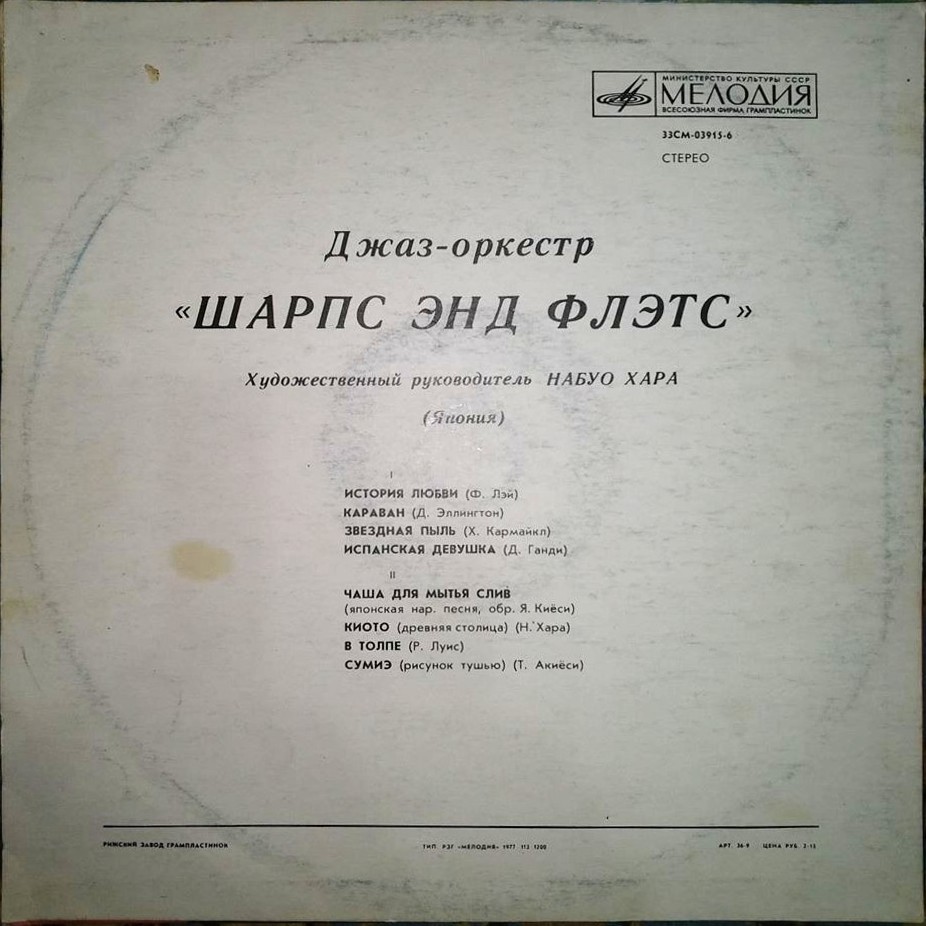 МИНИСТЕРСТВО КУЛЬТУРЫ СССР
МЕЛОДИЯ
ВСЕСОЮЗНАЯ ФИРМА ГРАМПЛАСТИНОК
33СМ-03915-6
СТЕРЕО
Джаз-оркестр
«ШАРПС ЭНД ФЛЭТС»
Художественный руководитель НАБУО ХАРА
(Япония)
I
ИСТОРИЯ ЛЮБВИ (Ф. Лэй)
КАРАВАН (Д. Эллингтон)
ЗВЕЗДНАЯ ПЫЛЬ (Х. Кармайкл)
ИСПАНСКАЯ ДЕВУШКА (Д. Ганди)
II
ЧАША ДЛЯ МЫТЬЯ СЛИВ
(японская нар. песня, обр. Я. Киёси)
КИОТО (древняя столица) (Н. Хара)
В ТОЛПЕ (Р. Луис)
СУМИЭ (рисунок тушью) (Т. Акиёси)
РИЖСКИЙ ЗАВОД ГРАМПЛАСТИНОК ТИП. РЗГ «МЕЛОДИЯ» 1977 113 1200 АРТ. 36-9 ЦЕНА РУБ. 2-15